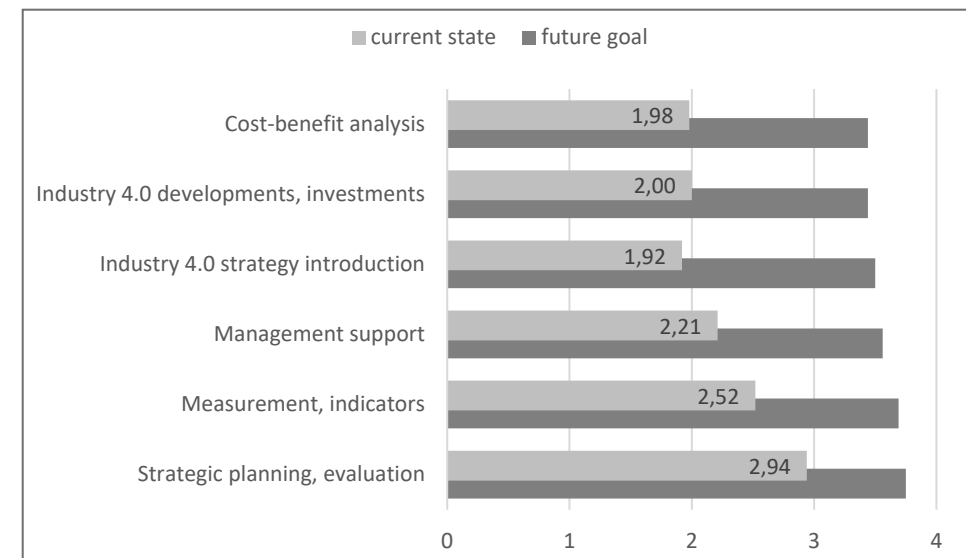 current state future goal
Cost-benefit analysis 1,98
Industry 4.0 developments, investments 2,00
Industry 4.0 strategy introduction 1,92
Management support 2,21
Measurement, indicators 2,52
Strategic planning, evaluation 2,94
0 1 2 3 4